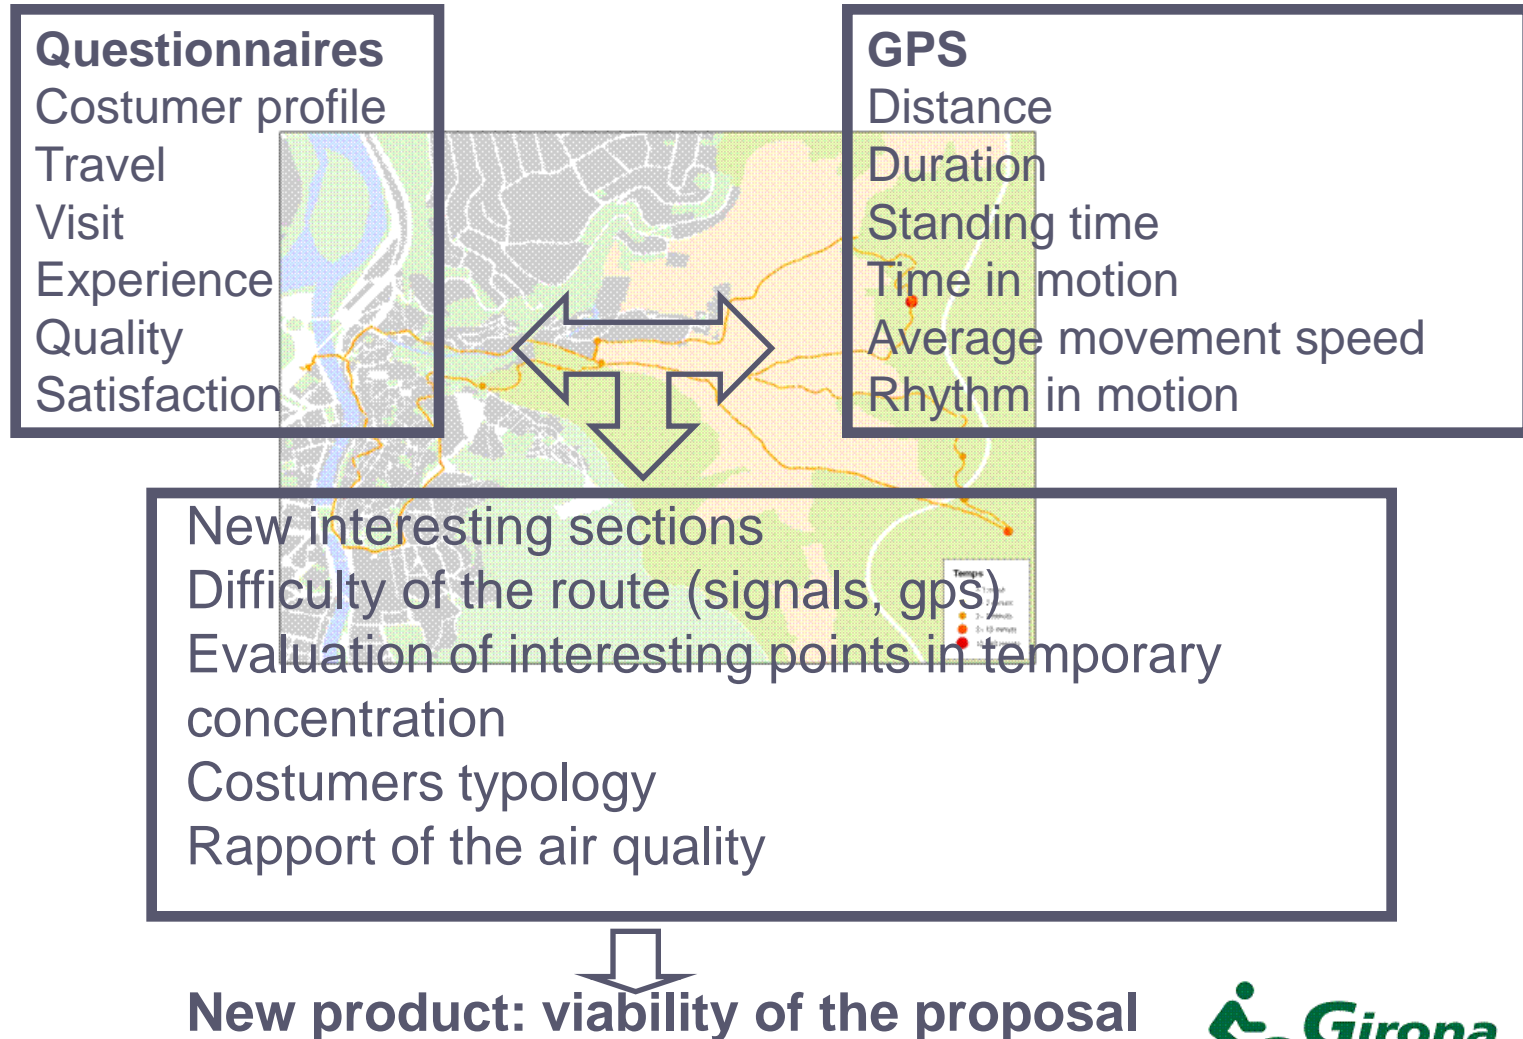 Questionnaires
Costumer profile
Travel
Visit
Experience
Quality
Satisfaction
GPS
Distance
Duration
Standing time
Time in motion
Average movement speed
Rhythm in motion
New interesting sections
Difficulty of the route (signals, gps)
Evaluation of interesting points in temporary
concentration
Costumers typology
Rapport of the air quality
Temps
New product: viability of the proposal
Girona